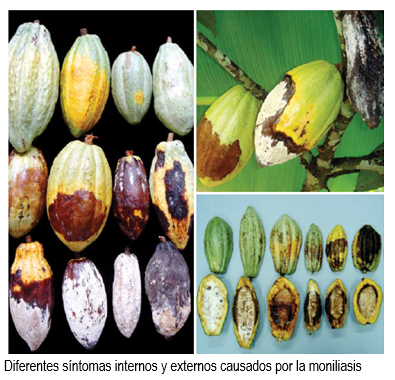 Diferentes síntomas internos y externos causados por la moniliasis